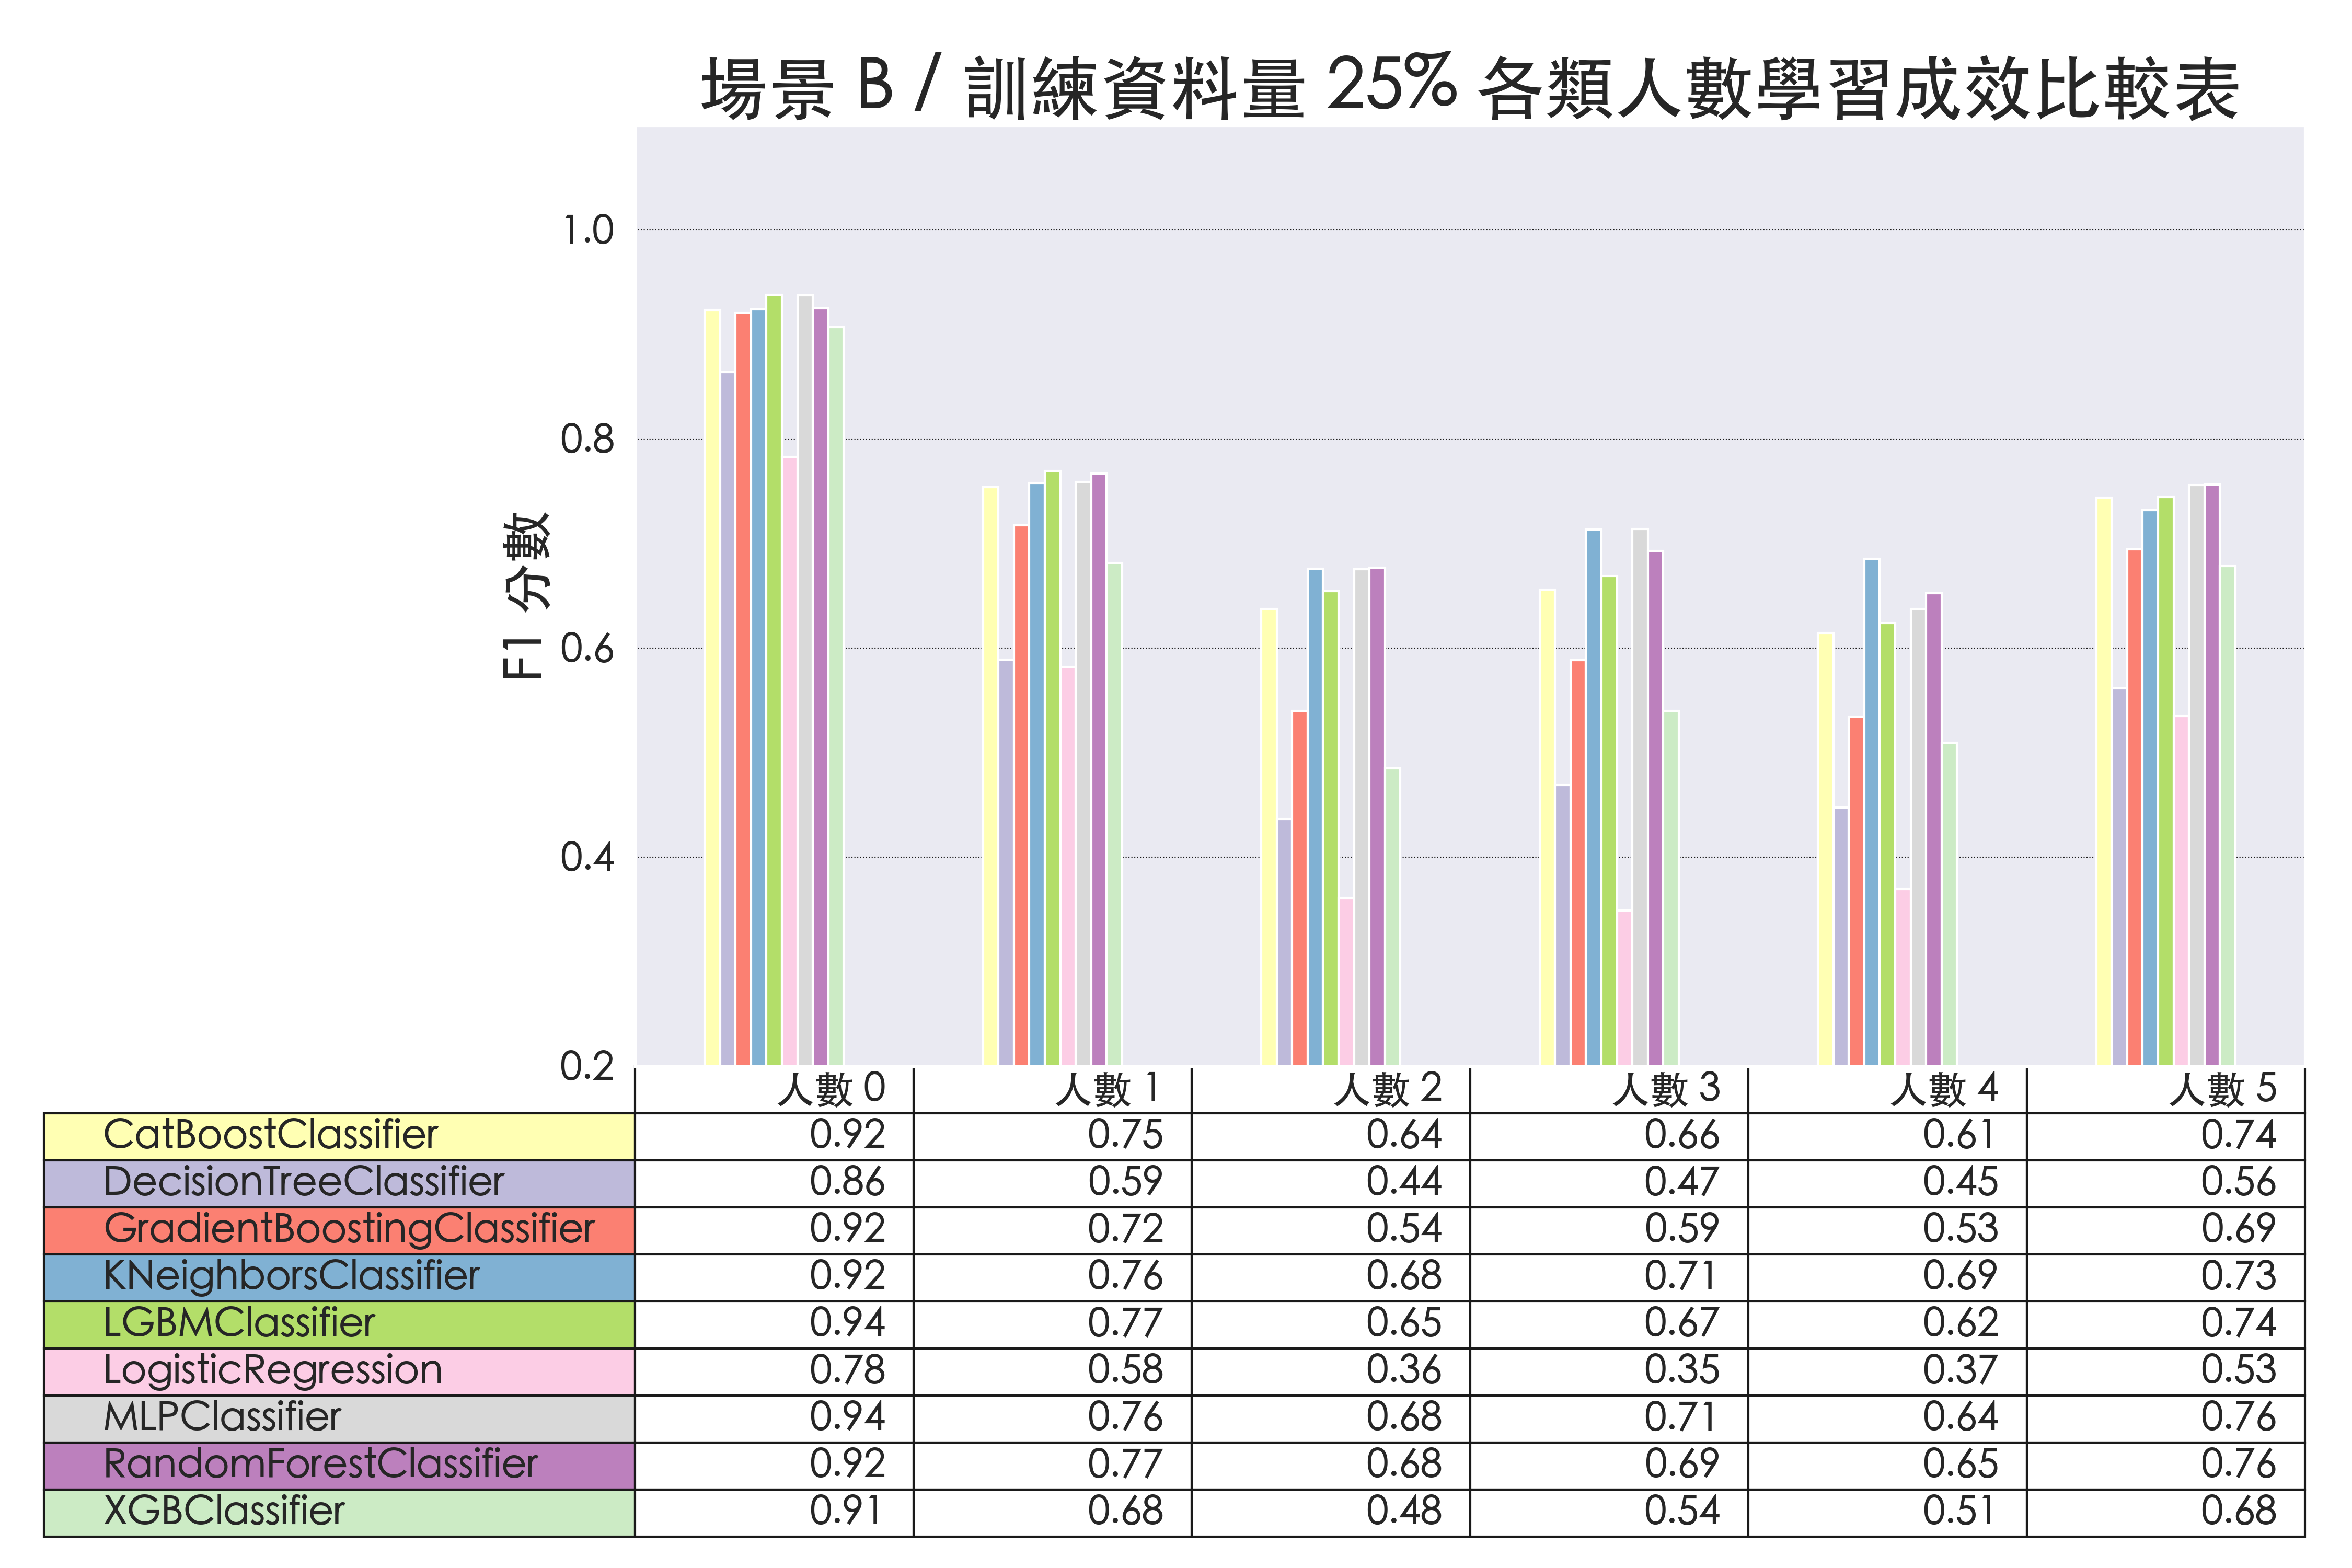 場景 B / 訓練資料量 25% 各類人數學習成效比較表
F1 分數
1.0
0.8
0.6
0.4
0.2
人數 0 人數 1 人數 2 人數 3 人數 4 人數 5
CatBoostClassifier 0.92 0.75 0.64 0.66 0.61 0.74
DecisionTreeClassifier 0.86 0.59 0.44 0.47 0.45 0.56
GradientBoostingClassifier 0.92 0.72 0.54 0.59 0.53 0.69
KNeighborsClassifier 0.92 0.76 0.68 0.71 0.69 0.73
LGBMClassifier 0.94 0.77 0.65 0.67 0.62 0.74
LogisticRegression 0.78 0.58 0.36 0.35 0.37 0.53
MLPClassifier 0.94 0.76 0.68 0.71 0.64 0.76
RandomForestClassifier 0.92 0.77 0.68 0.69 0.65 0.76
XGBClassifier 0.91 0.68 0.48 0.54 0.51 0.68